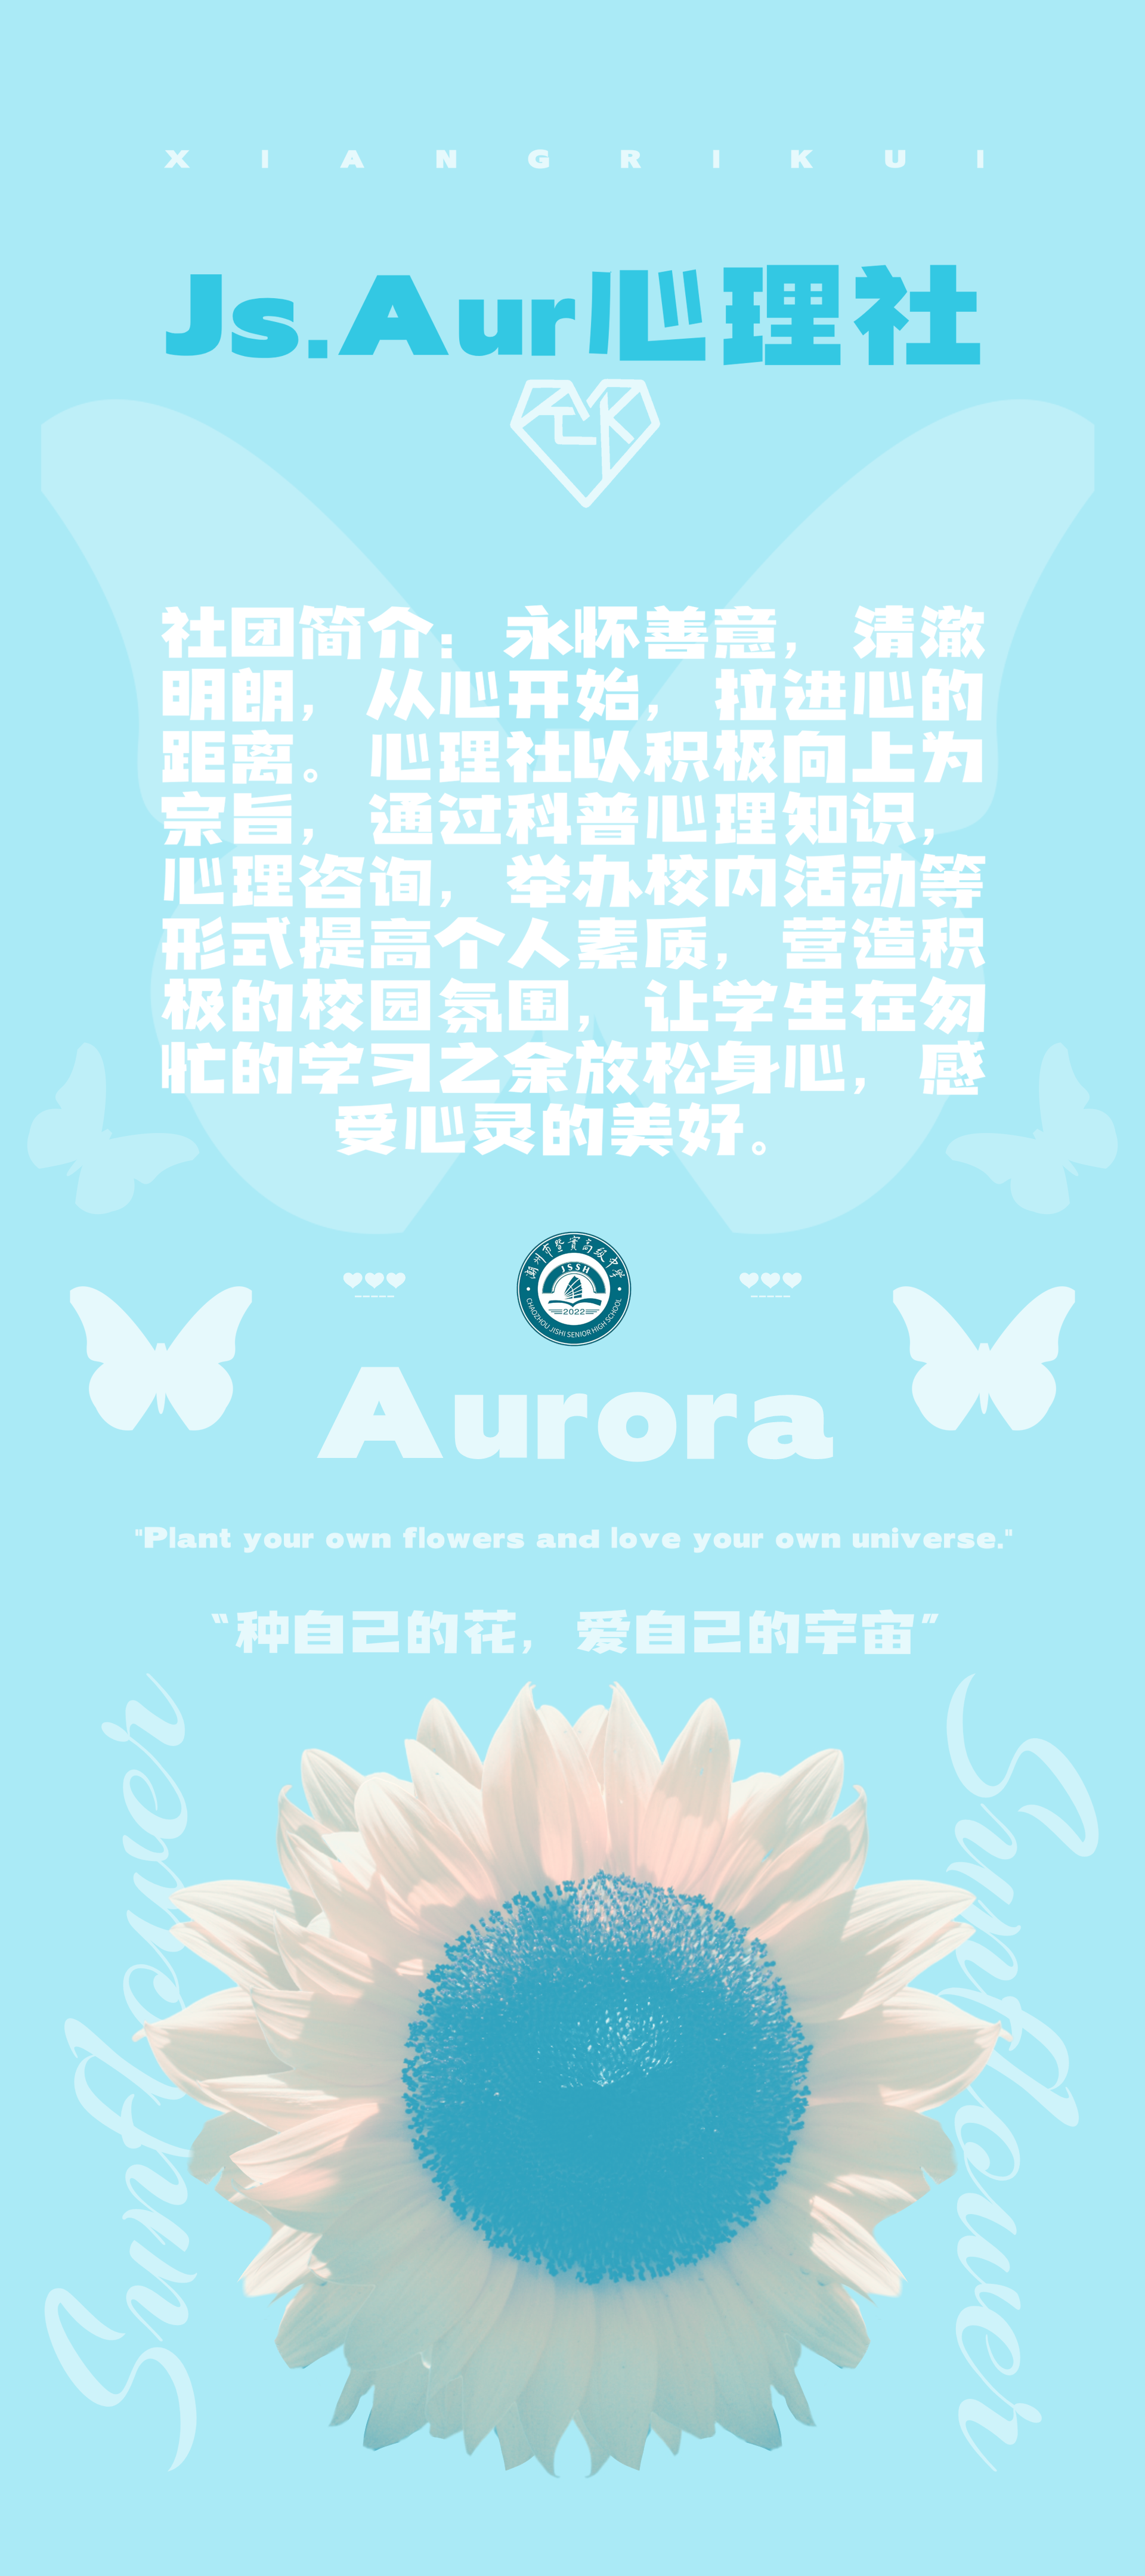 XIANGRIKUI
Js.Aur心理社
社团简介：永怀善意，清澈
明朗，从心开始，拉进心的
距离。心理社以积极向上为
宗旨，通过科普心理知识，
心理咨询，举办校内活动等
形式提高个人素质，营造积
极的校园氛围，让学生在匆
忙的学习之余放松身心，感
受心灵的美好。
潮州市暨实高级中学
JSSH
2022
CHAOZHOU JISHI SENIOR HIGH SCHOOL
Aurora
"Plant your own flowers and love your own universe."
“种自己的花，爱自己的宇宙”
Sunflower
Sunflower